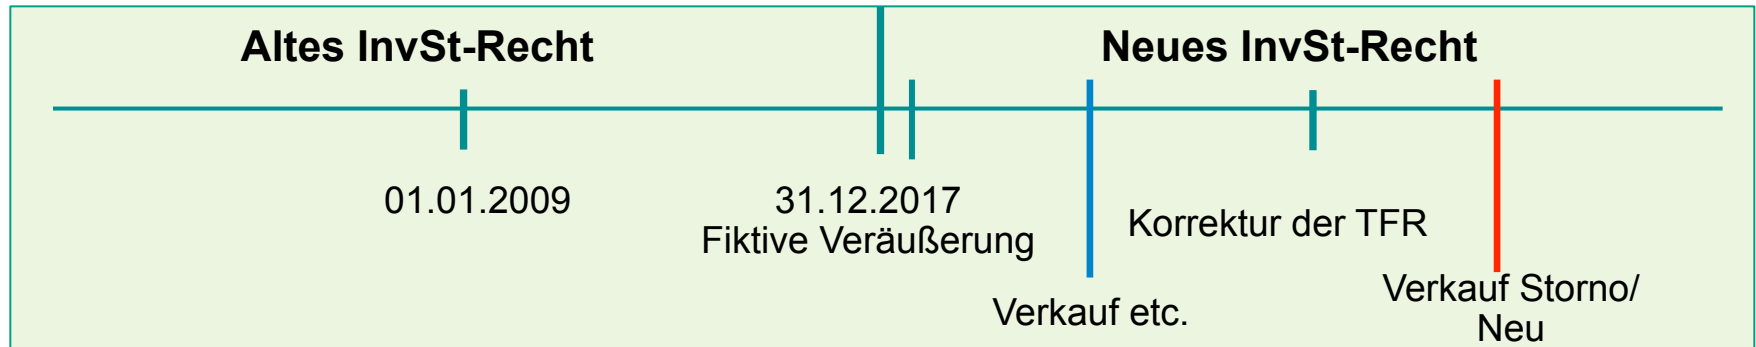 Altes InvSt-Recht
Neues InvSt-Recht
01.01.2009
31.12.2017
Fiktive Veräußerung
Verkauf etc.
Korrektur der TFR
Verkauf Storno/
Neu